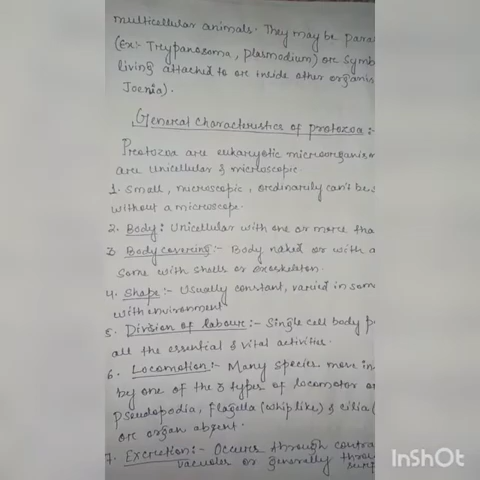 multicellular animals. They may be para
(Ex:- Treypanosoma, plasmodium) or symb
living attached to or inside other organis
Joenia).
General characteristics of protozoa:-
Protozoa are eukaryotic microorganism
are unicellular & microscopic.
1. Small, microscopic, ordinarily can't be
without a microscope.
2. Body: Unicellular with one or more tha
3 Body covering:- Body naked or with a
some with shells or exoskeleton.
4. Shape:- Usually constant, varied in som
with environment
5. Division of labour:- Single cell body p
all the essential & vital activities.
6. Locomotion:- Many species move in
by one of the 3 types of locomotor or
pseudopodia, flagella (whip like) & cilia (
or organ absent.
7. Excretion:- Occurs through contra
vacuoles or generally throu
surf
InShOt